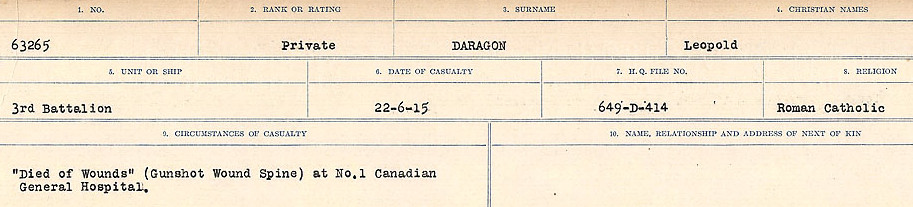 1. NO. 2. RANK OR RATING 3. SURNAME 4. CHRISTIAN NAMES
63265 Private DARAGON Leopold
5. UNIT OR SHIP 6. DATE OF CASUALTY 7. H.Q. FILE NO. 8. RELIGION
3rd Battalion 22-6-15 649-D-414 Roman Catholic
9. CIRCUMSTANCES OF CASUALTY 10. NAME, RELATIONSHIP AND ADDRESS OF NEXT OF KIN
"Died of Wounds" (Gunshot Wound Spine) at No.1 Canadian
General Hospital.